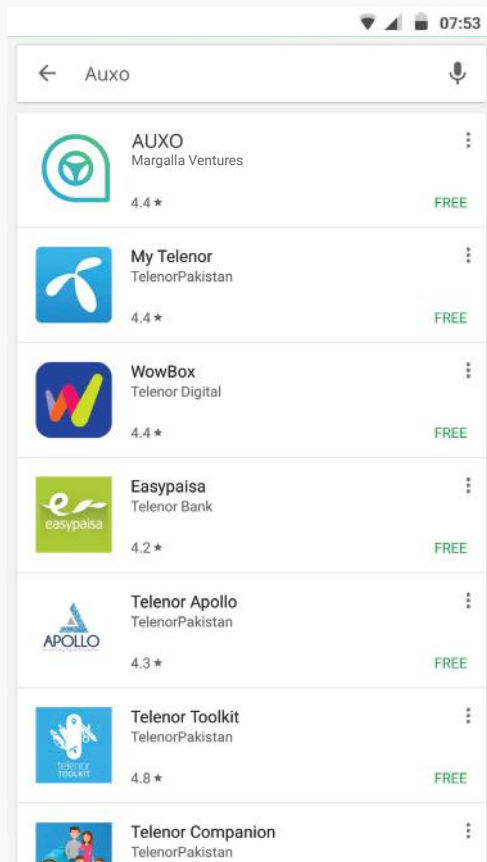 07:53
Auxo
AUXO
Margalla Ventures
4.4 ★
FREE
My Telenor
TelenorPakistan
4.4 ★
FREE
WowBox
Telenor Digital
4.4 ★
FREE
easypaisa
Easypaisa
Telenor Bank
4.2 ★
FREE
APOLLO
Telenor Apollo
TelenorPakistan
4.3 ★
FREE
telenor
TOOLKIT
Telenor Toolkit
TelenorPakistan
4.8 ★
FREE
Telenor Companion
TelenorPakistan